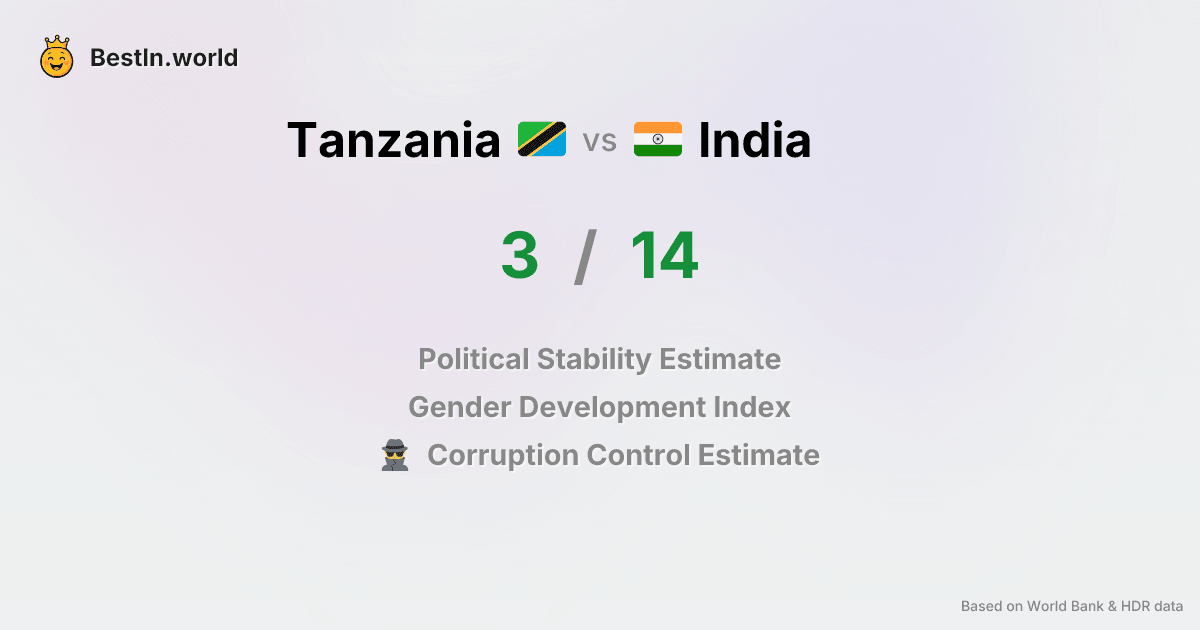 BestIn.world
Tanzania vs India
3 / 14
Political Stability Estimate
Gender Development Index
Corruption Control Estimate
Based on World Bank & HDR data